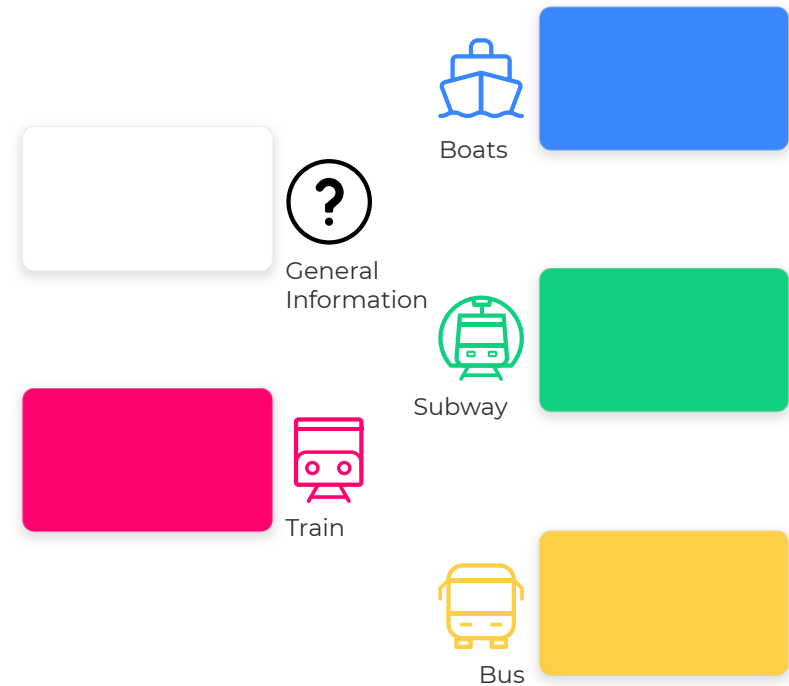 Boats
General
Information
Subway
Train
Bus